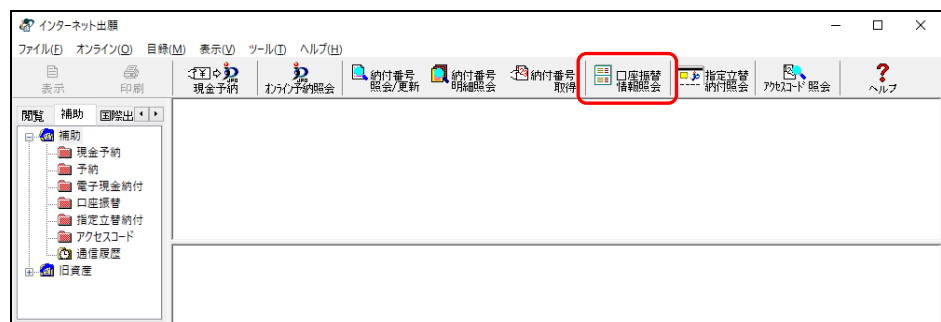 インターネット出願
ファイル(F) オンライン(O) 目録(M) 表示(V) ツール(T) ヘルプ(H)
表示
印刷
現金予納
オンライン予納照会
納付番号
照会/更新
納付番号
明細照会
納付番号
取得
口座振替
情報照会
指定立替
納付照会
アクセスコード照会
ヘルプ
閲覧 補助 国際出
補助
現金予納
予納
電子現金納付
口座振替
指定立替納付
アクセスコード
通信履歴
旧資産